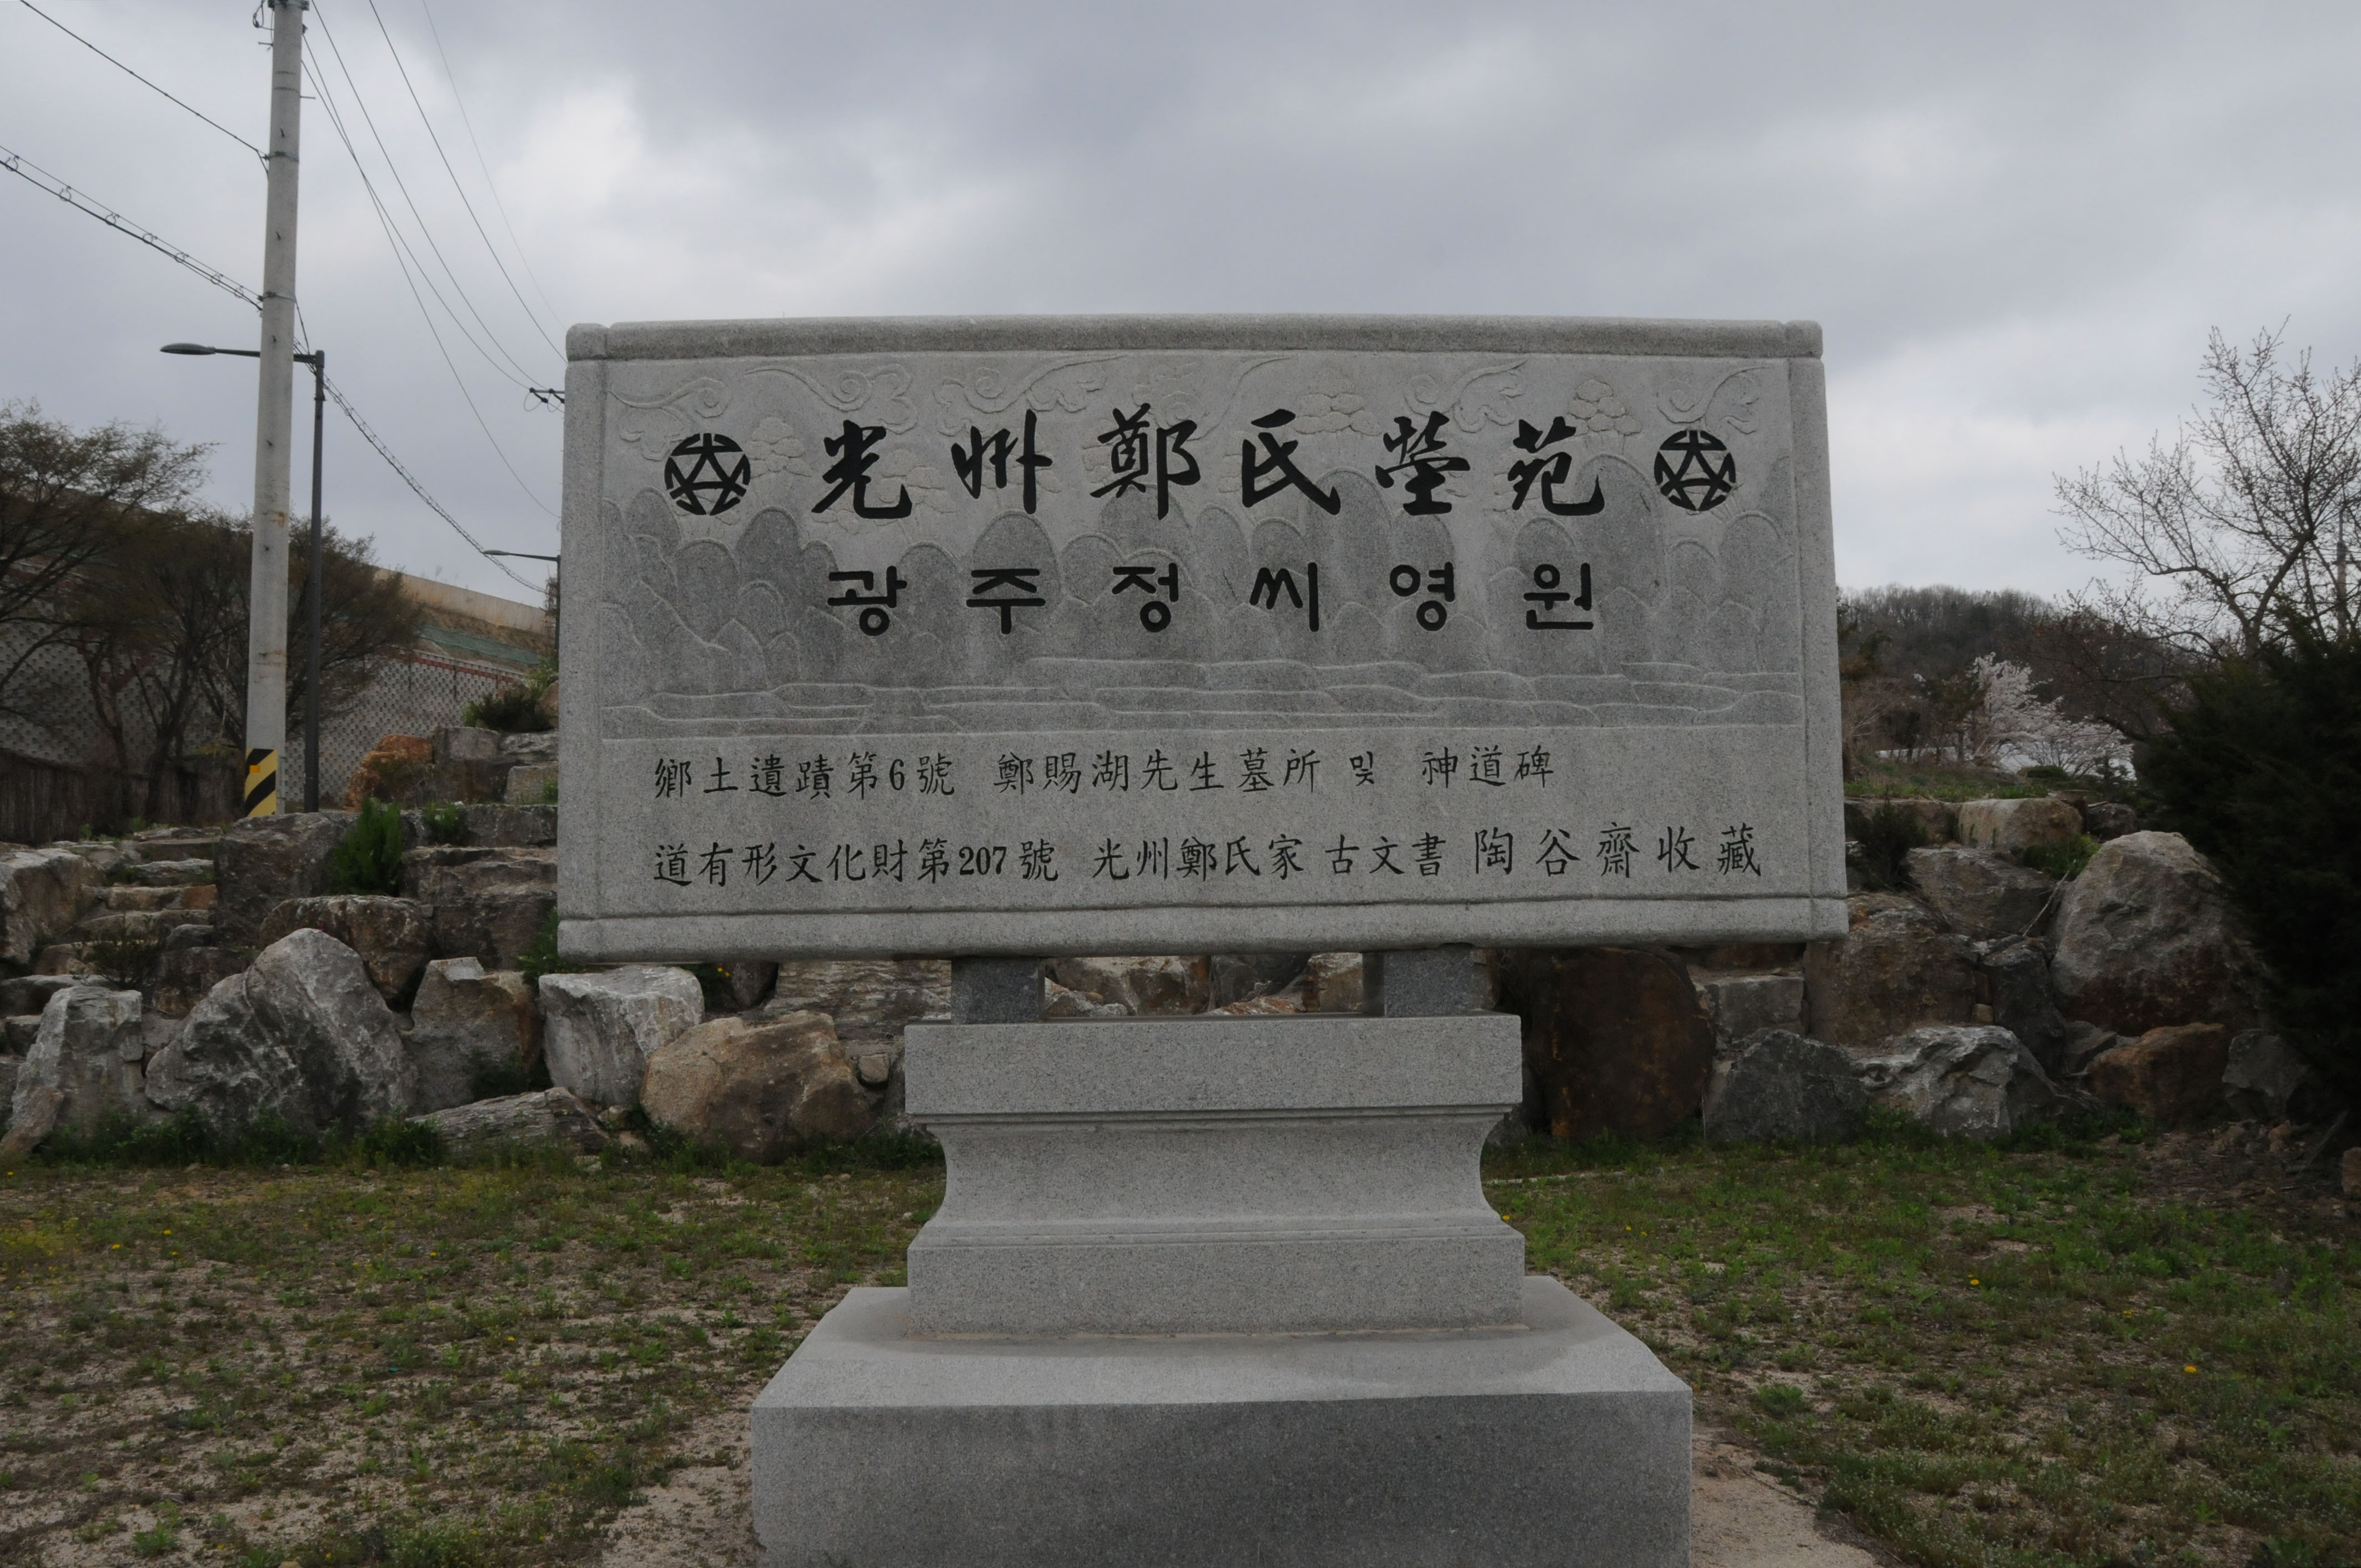 光州鄭氏塋苑
광주정씨영원
鄕土遺蹟第6號 鄭賜湖先生墓所 및 神道碑
道有形文化財第207號 光州鄭氏家 古文書 陶谷齋收藏